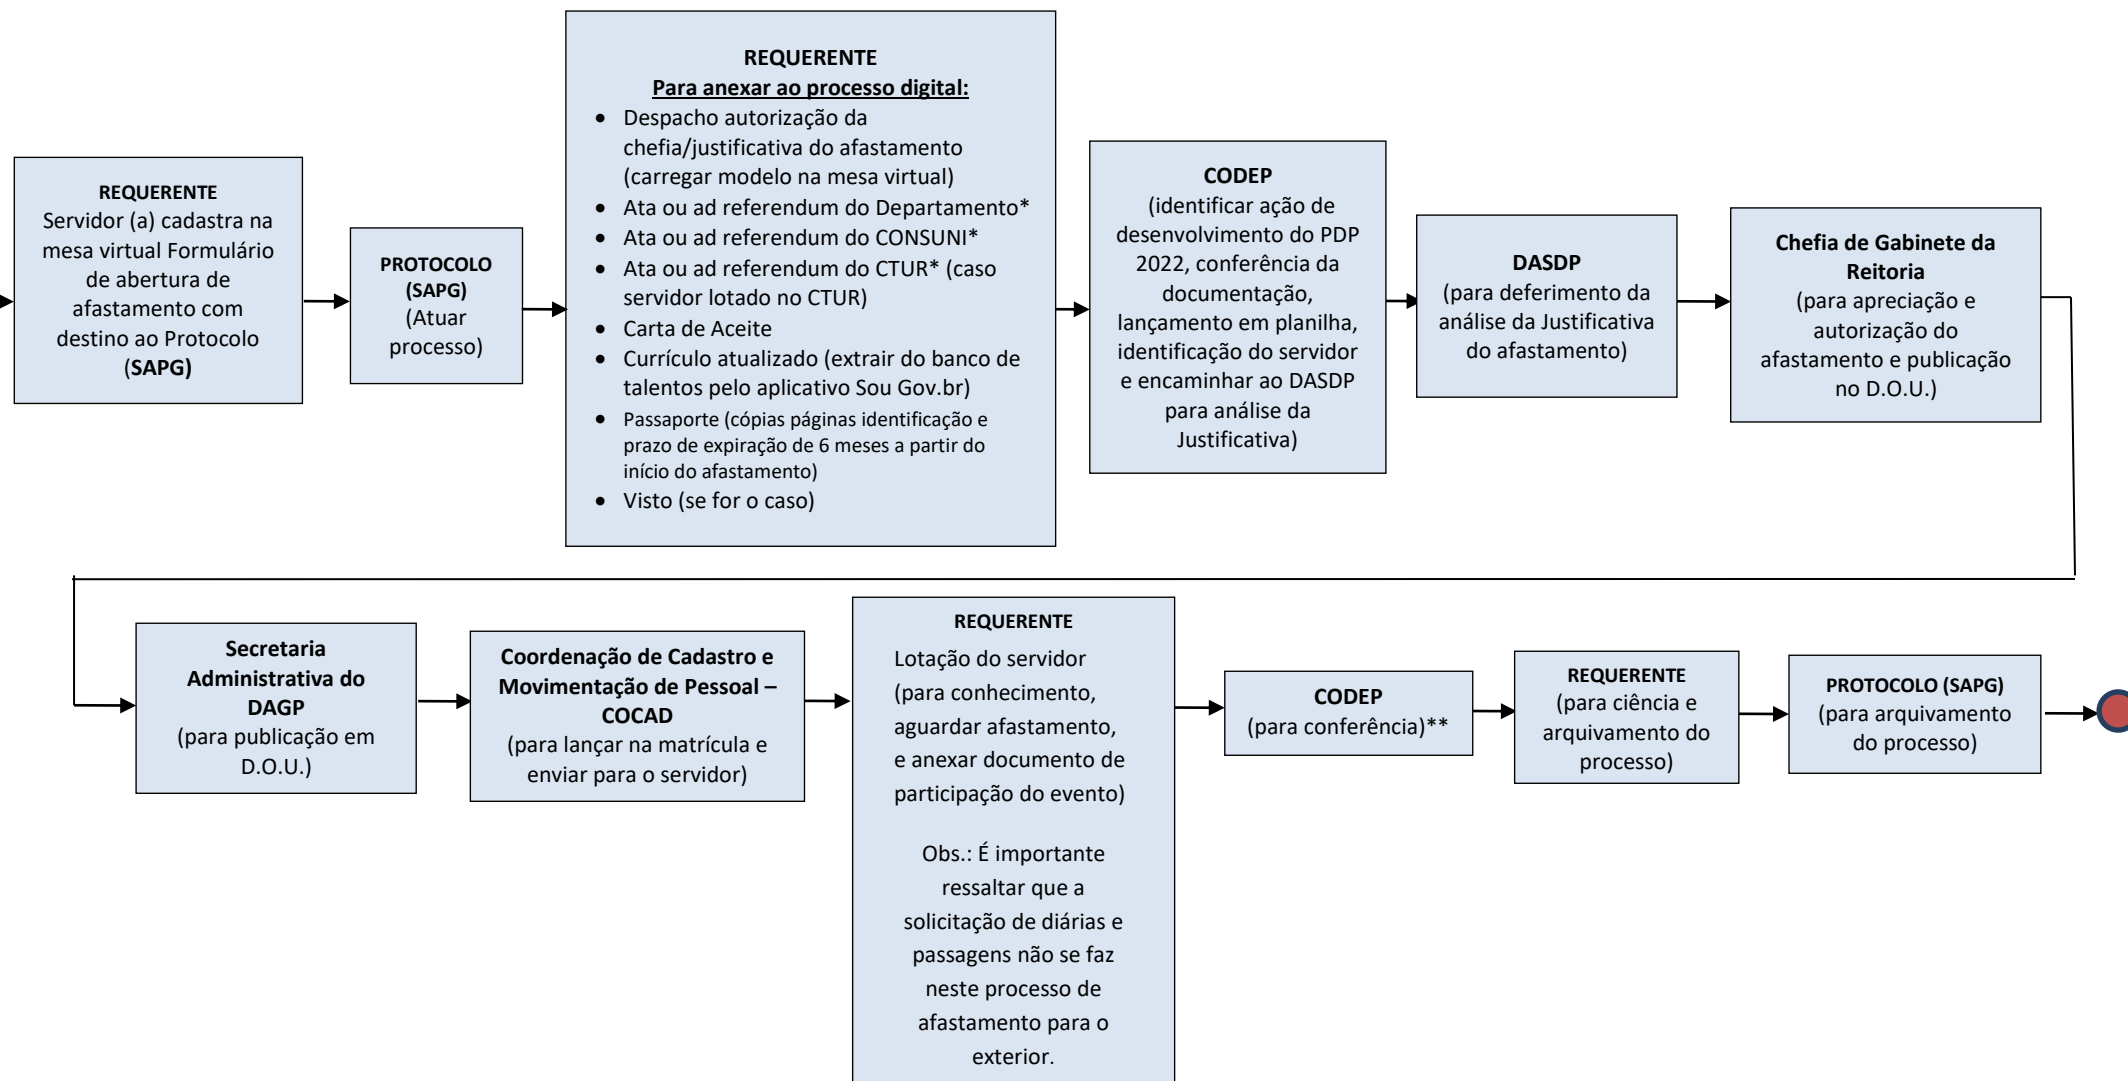 REQUERENTE
Servidor (a) cadastra na
mesa virtual Formulário
de abertura de
afastamento com
destino ao Protocolo
(SAPG)
PROTOCOLO
(SAPG)
(Atuar
processo)
REQUERENTE
Para anexar ao processo digital:
• Despacho autorização da
chefia/justificativa do afastamento
(carregar modelo na mesa virtual)
• Ata ou ad referendum do Departamento*
• Ata ou ad referendum do CONSUNI*
• Ata ou ad referendum do CTUR* (caso
servidor lotado no CTUR)
• Carta de Aceite
• Currículo atualizado (extrair do banco de
talentos pelo aplicativo Sou Gov.br)
• Passaporte (cópias páginas identificação e
prazo de expiração de 6 meses a partir do
início do afastamento)
• Visto (se for o caso)
CODEP
(identificar ação de
desenvolvimento do PDP
2022, conferência da
documentação,
lançamento em planilha,
identificação do servidor
e encaminhar ao DASDP
para análise da
Justificativa)
DASDP
(para deferimento da
análise da Justificativa
do afastamento)
Chefia de Gabinete da
Reitoria
(para apreciação e
autorização do
afastamento e publicação
no D.O.U.)
Secretaria
Administrativa do
DAGP
(para publicação em
D.O.U.)
Coordenação de Cadastro e
Movimentação de Pessoal –
COCAD
(para lançar na matrícula e
enviar para o servidor)
REQUERENTE
Lotação do servidor
(para conhecimento,
aguardar afastamento,
e anexar documento de
participação do evento)
Obs.: É importante
ressaltar que a
solicitação de diárias e
passagens não se faz
neste processo de
afastamento para o
exterior.
CODEP
(para conferência)**
REQUERENTE
(para ciência e
arquivamento do
processo)
PROTOCOLO (SAPG)
(para arquivamento
do processo)